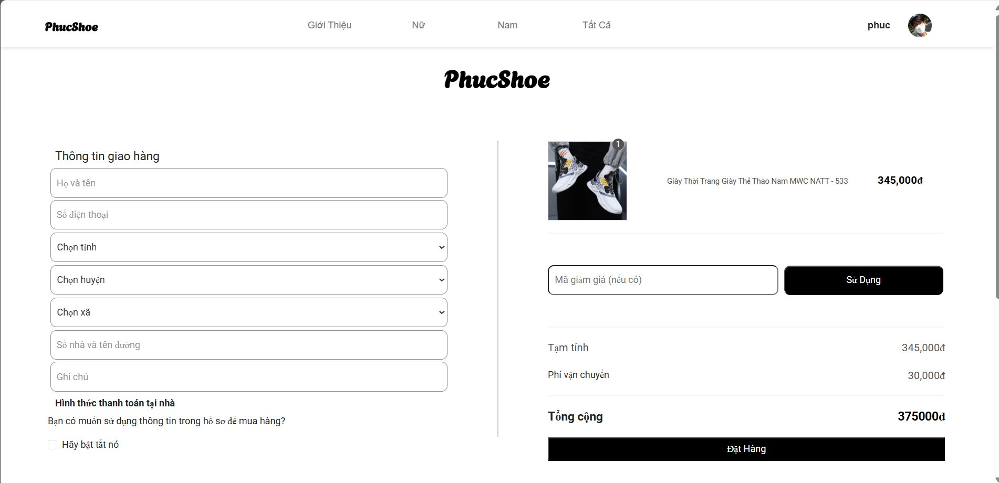 PhucShoe
Giới Thiệu
Nữ
Nam
Tất Cả
phuc
PhucShoe
Thông tin giao hàng
Họ và tên
Số điện thoại
Chọn tỉnh
Chọn huyện
Chọn xã
Số nhà và tên đường
Ghi chú
Hình thức thanh toán tại nhà
Bạn có muốn sử dụng thông tin trong hồ sơ để mua hàng?
Hãy bật tắt nó
1
Giày Thời Trang Giày Thể Thao Nam MWC NATT - 533
345,000đ
Mã giảm giá (nếu có)
Sử Dụng
Tạm tính
345,000đ
Phí vận chuyển
30,000đ
Tổng cộng
375000đ
Đặt Hàng